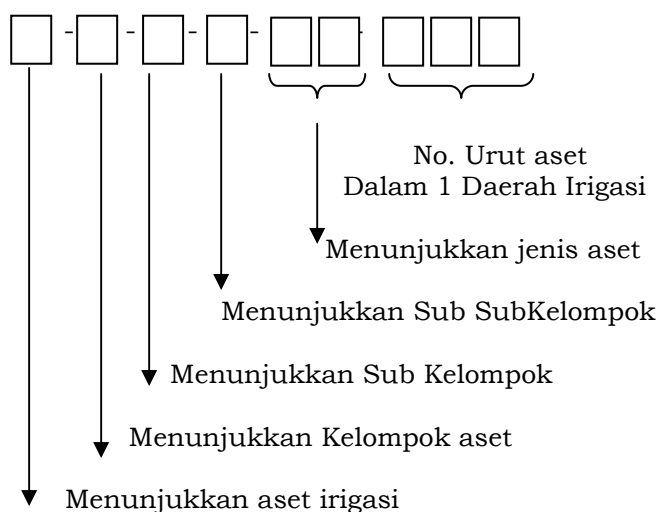 - - - - -
No. Urut aset
Dalam 1 Daerah Irigasi
Menunjukkan jenis aset
Menunjukkan Sub SubKelompok
Menunjukkan Sub Kelompok
Menunjukkan Kelompok aset
Menunjukkan aset irigasi